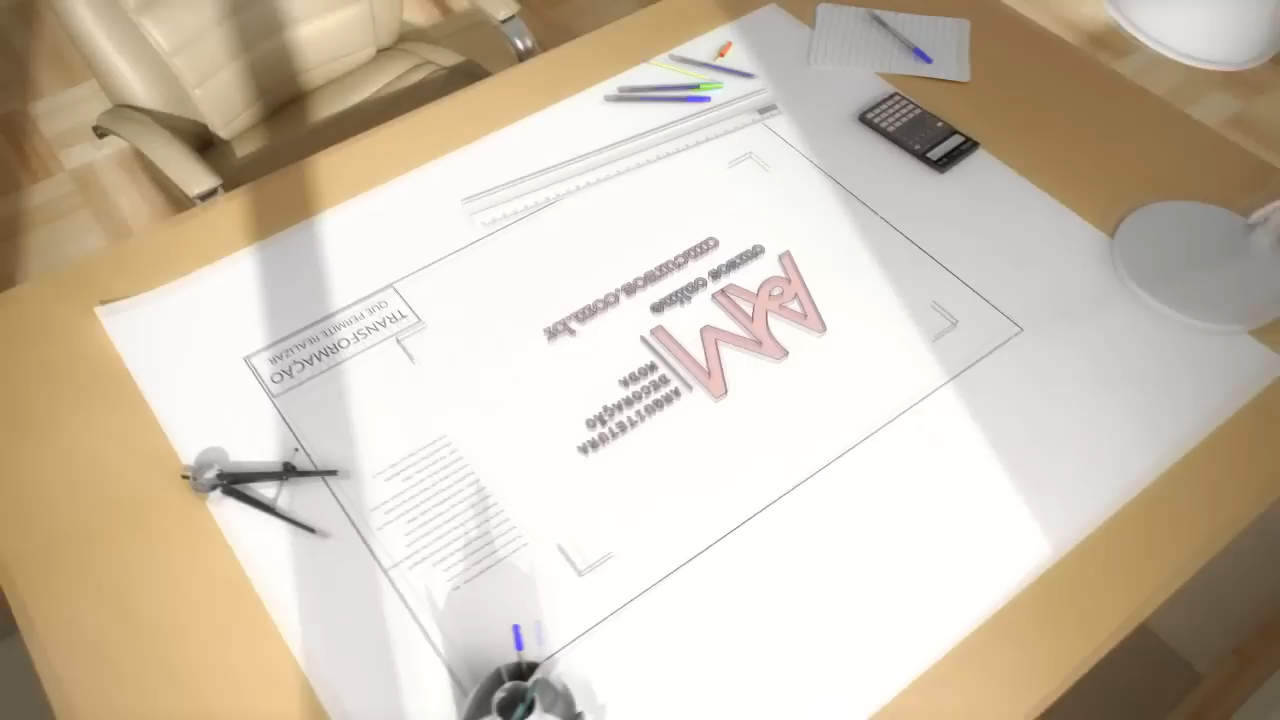 AM
ARQUITETURA
DECORAÇÃO
MODA
cursos online
amcursos.com.br
TRANSFORMAÇÃO
QUE PERMITE REALIZAR